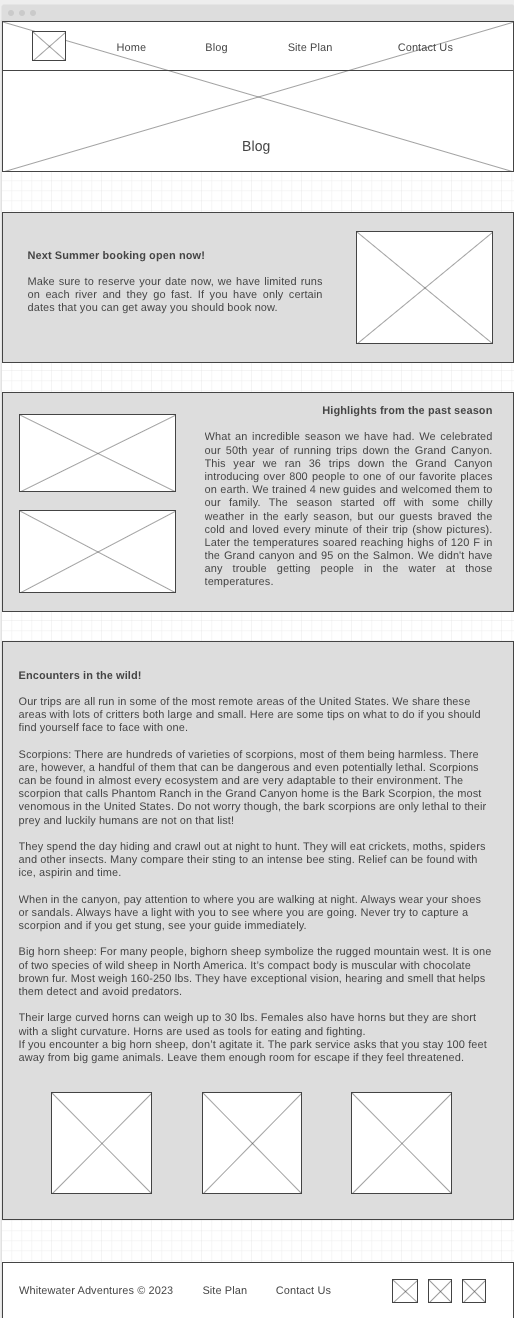 Home Blog Site Plan Contact Us
Blog
Next Summer booking open now!
Make sure to reserve your date now, we have limited runs
on each river and they go fast. If you have only certain
dates that you can get away you should book now.
Highlights from the past season
What an incredible season we have had. We celebrated
our 50th year of running trips down the Grand Canyon.
This year we ran 36 trips down the Grand Canyon
introducing over 800 people to one of our favorite places
on earth. We trained 4 new guides and welcomed them to
our family. The season started off with some chilly
weather in the early season, but our guests braved the
cold and loved every minute of their trip (show pictures).
Later the temperatures soared reaching highs of 120 F in
the Grand canyon and 95 on the Salmon. We didn't have
any trouble getting people in the water at those
temperatures.
Encounters in the wild!
Our trips are all run in some of the most remote areas of the United States. We share these
areas with lots of critters both large and small. Here are some tips on what to do if you should
find yourself face to face with one.
Scorpions: There are hundreds of varieties of scorpions, most of them being harmless. There
are, however, a handful of them that can be dangerous and even potentially lethal. Scorpions
can be found in almost every ecosystem and are very adaptable to their environment. The
scorpion that calls Phantom Ranch in the Grand Canyon home is the Bark Scorpion, the most
venomous in the United States. Do not worry though, the bark scorpions are only lethal to their
prey and luckily humans are not on that list!
They spend the day hiding and crawl out at night to hunt. They will eat crickets, moths, spiders
and other insects. Many compare their sting to an intense bee sting. Relief can be found with
ice, aspirin and time.
When in the canyon, pay attention to where you are walking at night. Always wear your shoes
or sandals. Always have a light with you to see where you are going. Never try to capture a
scorpion and if you get stung, see your guide immediately.
Big horn sheep: For many people, bighorn sheep symbolize the rugged mountain west. It is one
of two species of wild sheep in North America. It's compact body is muscular with chocolate
brown fur. Most weigh 160-250 lbs. They have exceptional vision, hearing and smell that helps
them detect and avoid predators.
Their large curved horns can weigh up to 30 lbs. Females also have horns but they are short
with a slight curvature. Horns are used as tools for eating and fighting.
If you encounter a big horn sheep, don't agitate it. The park service asks that you stay 100 feet
away from big game animals. Leave them enough room for escape if they feel threatened.
Whitewater Adventures © 2023 Site Plan Contact Us